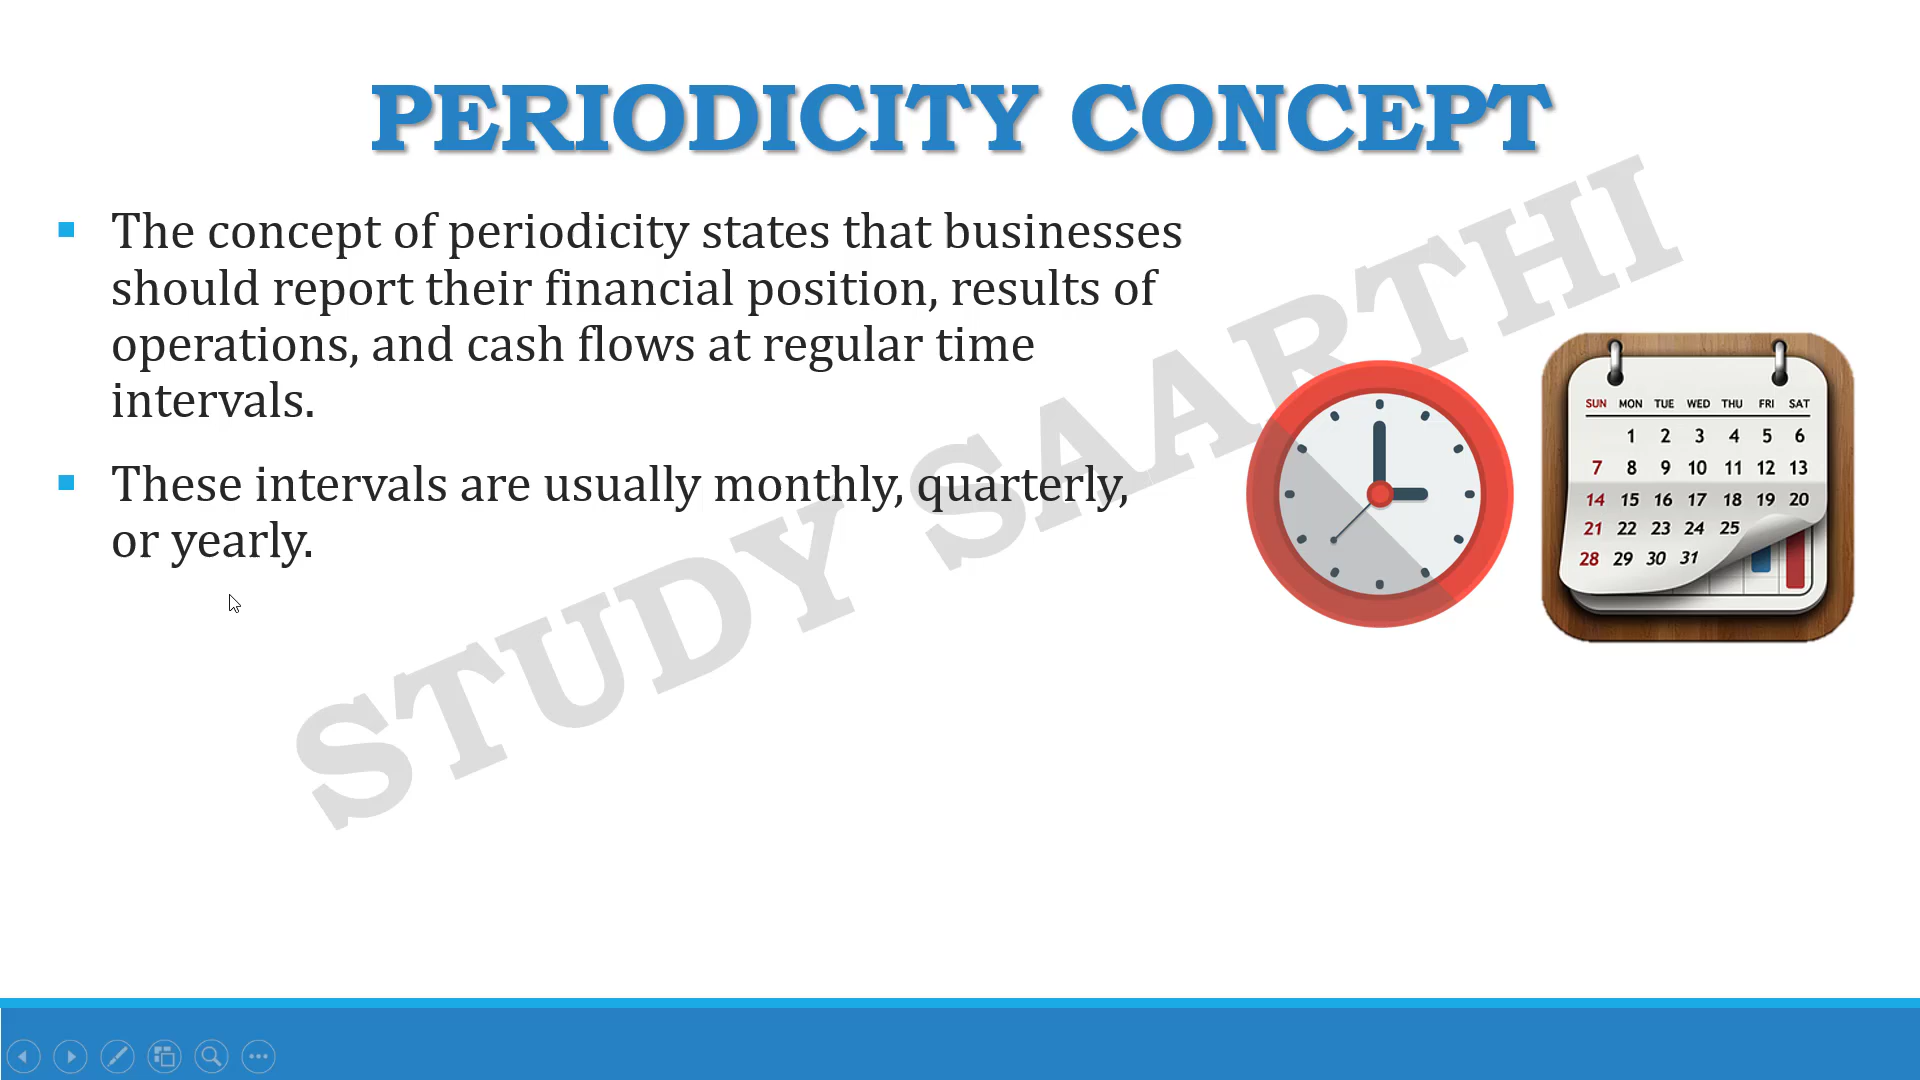 PERIODICITY CONCEPT
The concept of periodicity states that businesses
should report their financial position, results of
operations, and cash flows at regular time
intervals.
These intervals are usually monthly, quarterly,
or yearly.
STUDY SAARTHI
SUN MON TUE WED THU FRI SAT
1 2 3 4 5 6
7 8 9 10 11 12 13
14 15 16 17 18 19 20
21 22 23 24 25
28 29 30 31